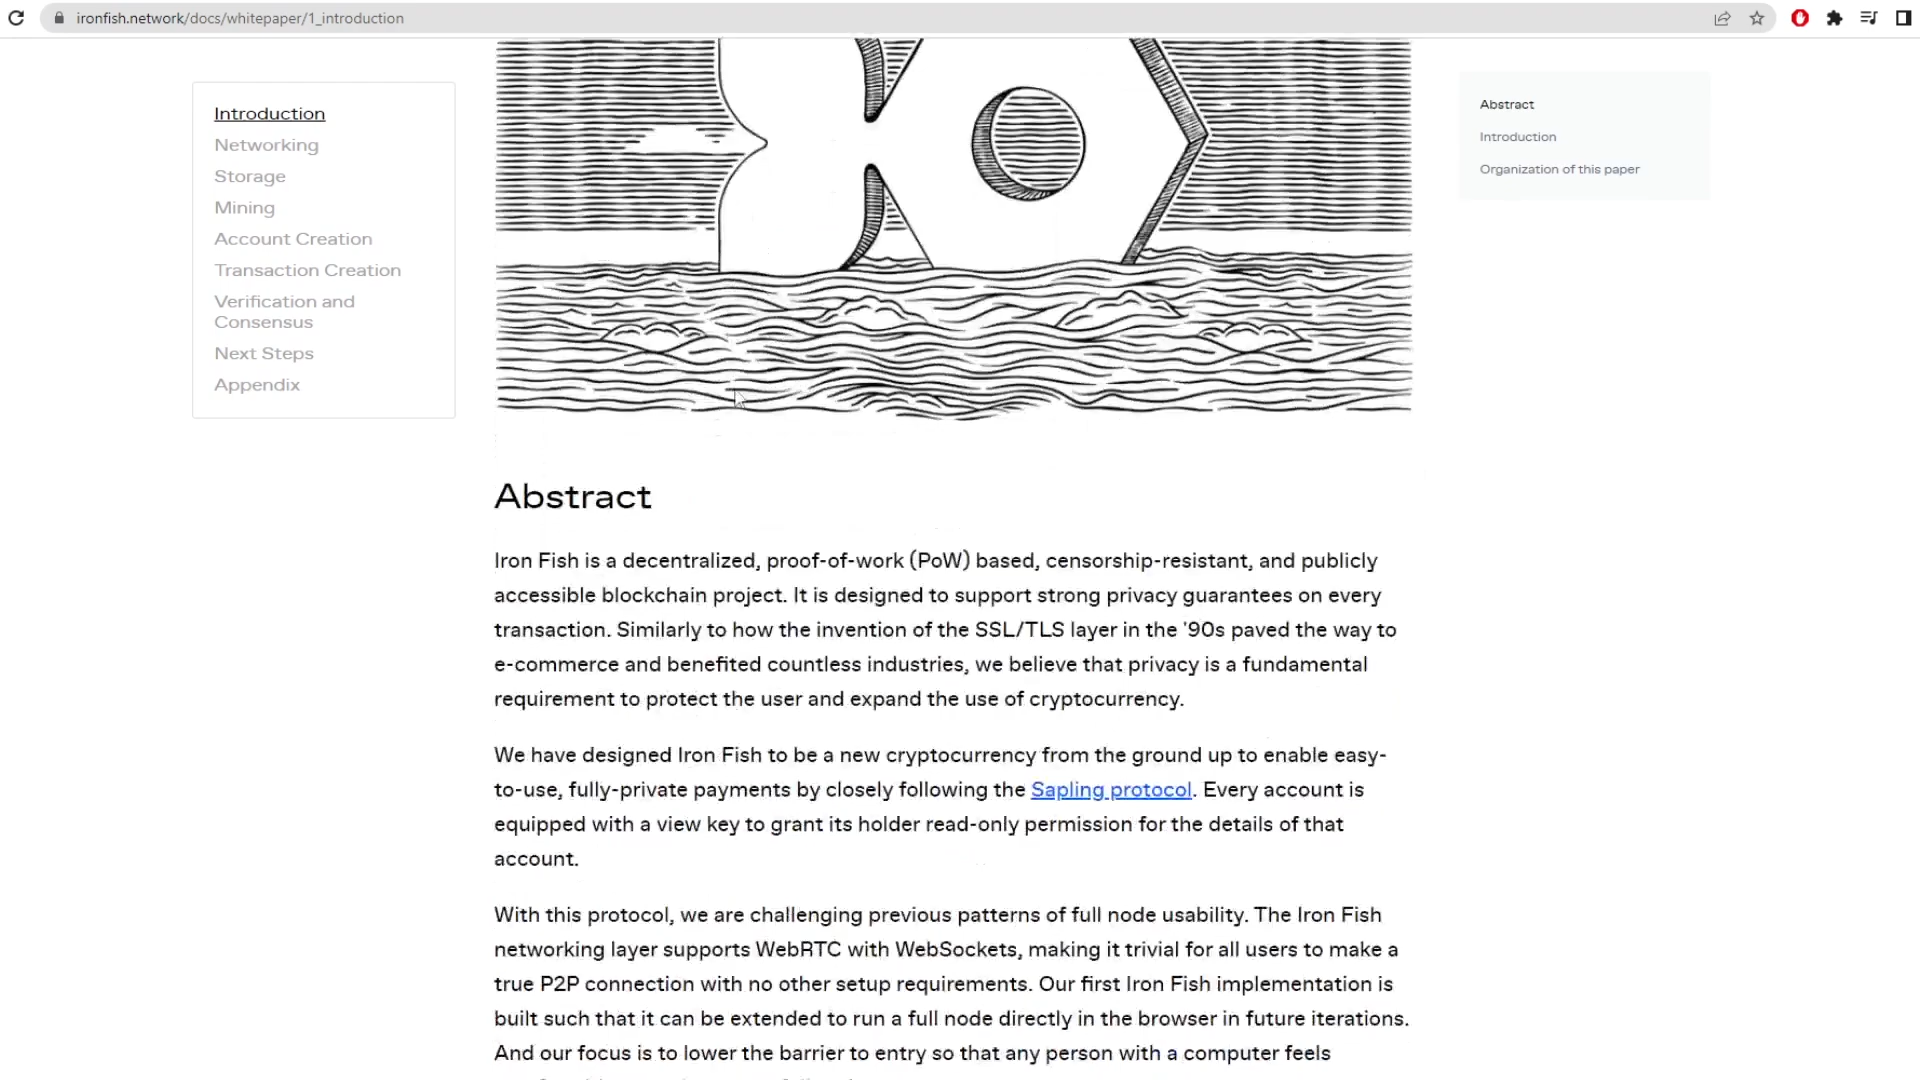 ironfish.network/docs/whitepaper/1_introduction
Introduction
Networking
Storage
Mining
Account Creation
Transaction Creation
Verification and
Consensus
Next Steps
Appendix
Abstract
Introduction
Organization of this paper
Abstract
Iron Fish is a decentralized, proof-of-work (PoW) based, censorship-resistant, and publicly
accessible blockchain project. It is designed to support strong privacy guarantees on every
transaction. Similarly to how the invention of the SSL/TLS layer in the '90s paved the way to
e-commerce and benefited countless industries, we believe that privacy is a fundamental
requirement to protect the user and expand the use of cryptocurrency.
We have designed Iron Fish to be a new cryptocurrency from the ground up to enable easy-
to-use, fully-private payments by closely following the Sapling protocol. Every account is
equipped with a view key to grant its holder read-only permission for the details of that
account.
With this protocol, we are challenging previous patterns of full node usability. The Iron Fish
networking layer supports WebRTC with WebSockets, making it trivial for all users to make a
true P2P connection with no other setup requirements. Our first Iron Fish implementation is
built such that it can be extended to run a full node directly in the browser in future iterations.
And our focus is to lower the barrier to entry so that any person with a computer feels